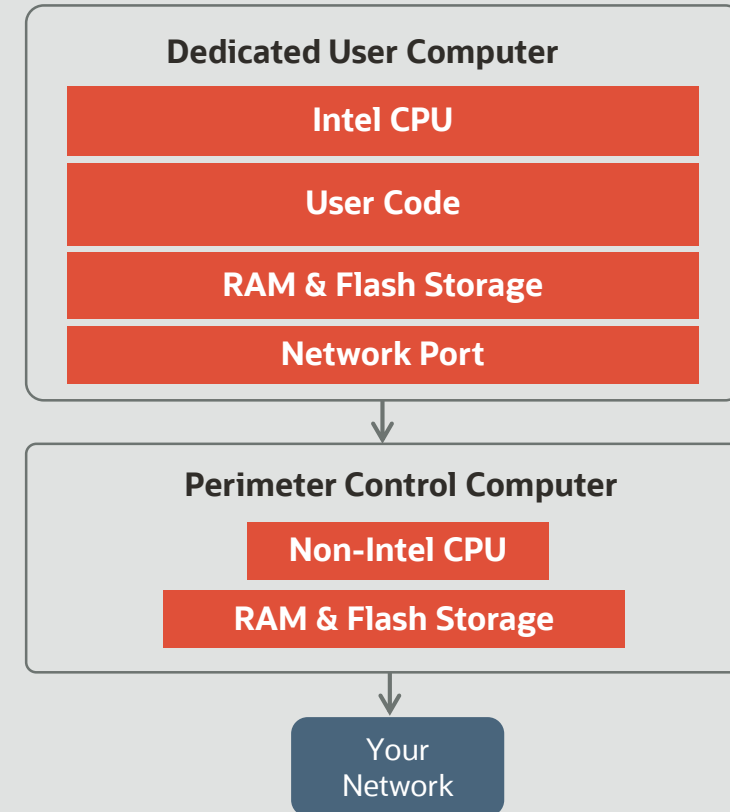 Dedicated User Computer
Intel CPU
User Code
RAM & Flash Storage
Network Port
Perimeter Control Computer
Non-Intel CPU
RAM & Flash Storage
Your
Network